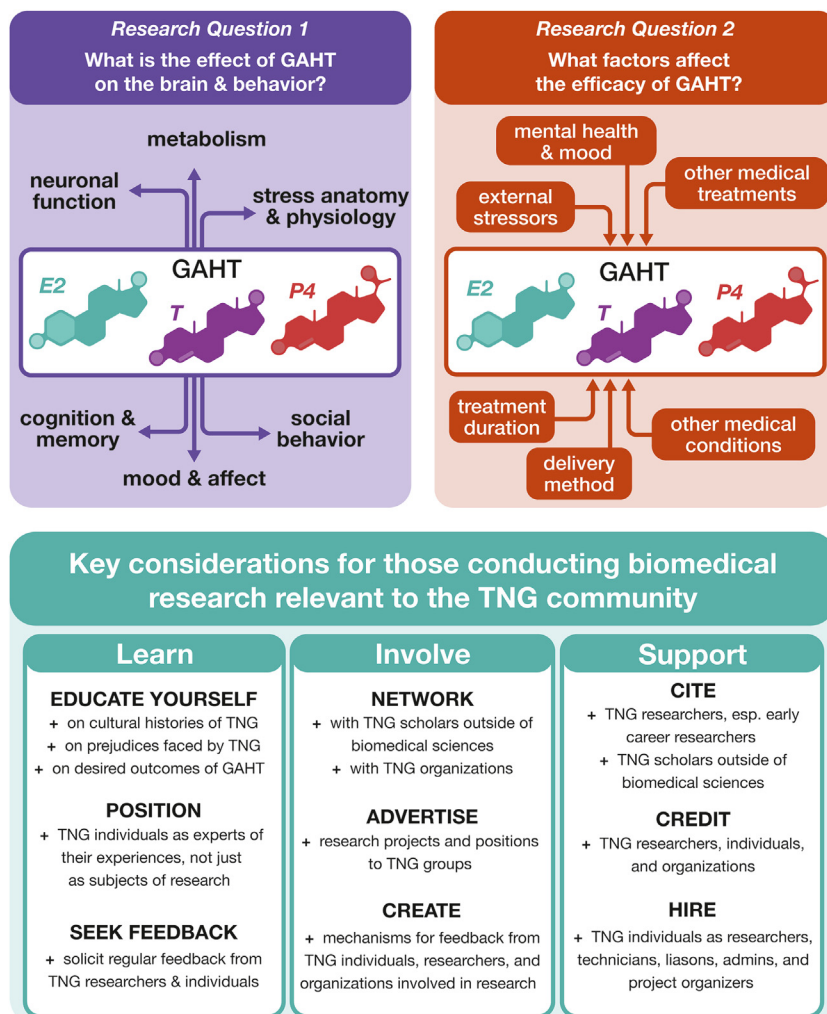 Research Question 1
What is the effect of GAHT
on the brain & behavior?
metabolism
neuronal
function
stress anatomy
& physiology
GAHT
E2
T
P4
cognition &
memory
social
behavior
mood & affect
Research Question 2
What factors affect
the efficacy of GAHT?
mental health
& mood
other medical
treatments
external
stressors
GAHT
E2
T
P4
treatment
duration
other medical
conditions
delivery
method
Key considerations for those conducting biomedical
research relevant to the TNG community
Learn
EDUCATE YOURSELF
+ on cultural histories of TNG
+ on prejudices faced by TNG
+ on desired outcomes of GAHT
POSITION
+ TNG individuals as experts of
their experiences, not just
as subjects of research
SEEK FEEDBACK
+ solicit regular feedback from
TNG researchers & individuals
Involve
NETWORK
+ with TNG scholars outside of
biomedical sciences
+ with TNG organizations
ADVERTISE
+ research projects and positions
to TNG groups
CREATE
+ mechanisms for feedback from
TNG individuals, researchers, and
organizations involved in research
Support
CITE
+ TNG researchers, esp. early
career researchers
+ TNG scholars outside of
biomedical sciences
CREDIT
+ TNG researchers, individuals,
and organizations
HIRE
+ TNG individuals as researchers,
technicians, liasons, admins, and
project organizers